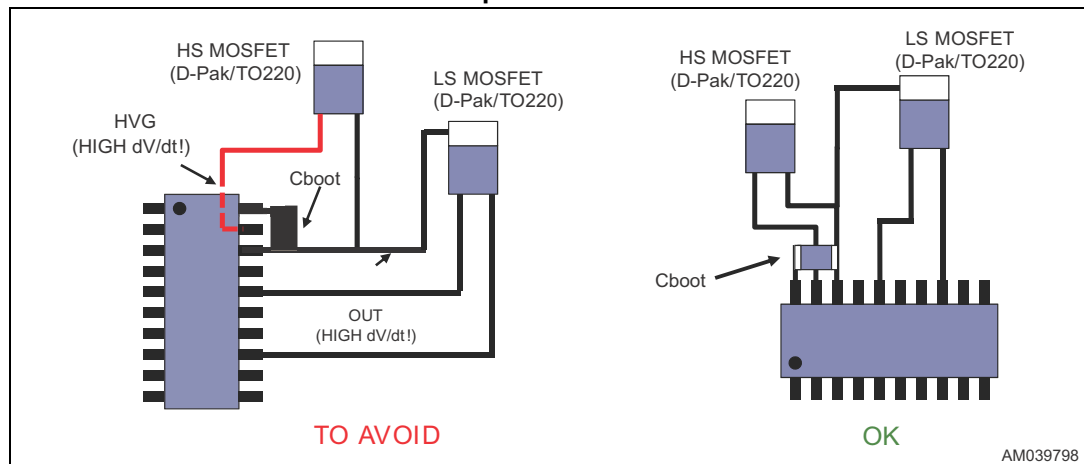 HS MOSFET
(D-Pak/TO220)
LS MOSFET
(D-Pak/TO220)
HVG
(HIGH dV/dt!)
Cboot
OUT
(HIGH dV/dt!)
TO AVOID
HS MOSFET
(D-Pak/TO220)
LS MOSFET
(D-Pak/TO220)
Cboot
OK
AM039798